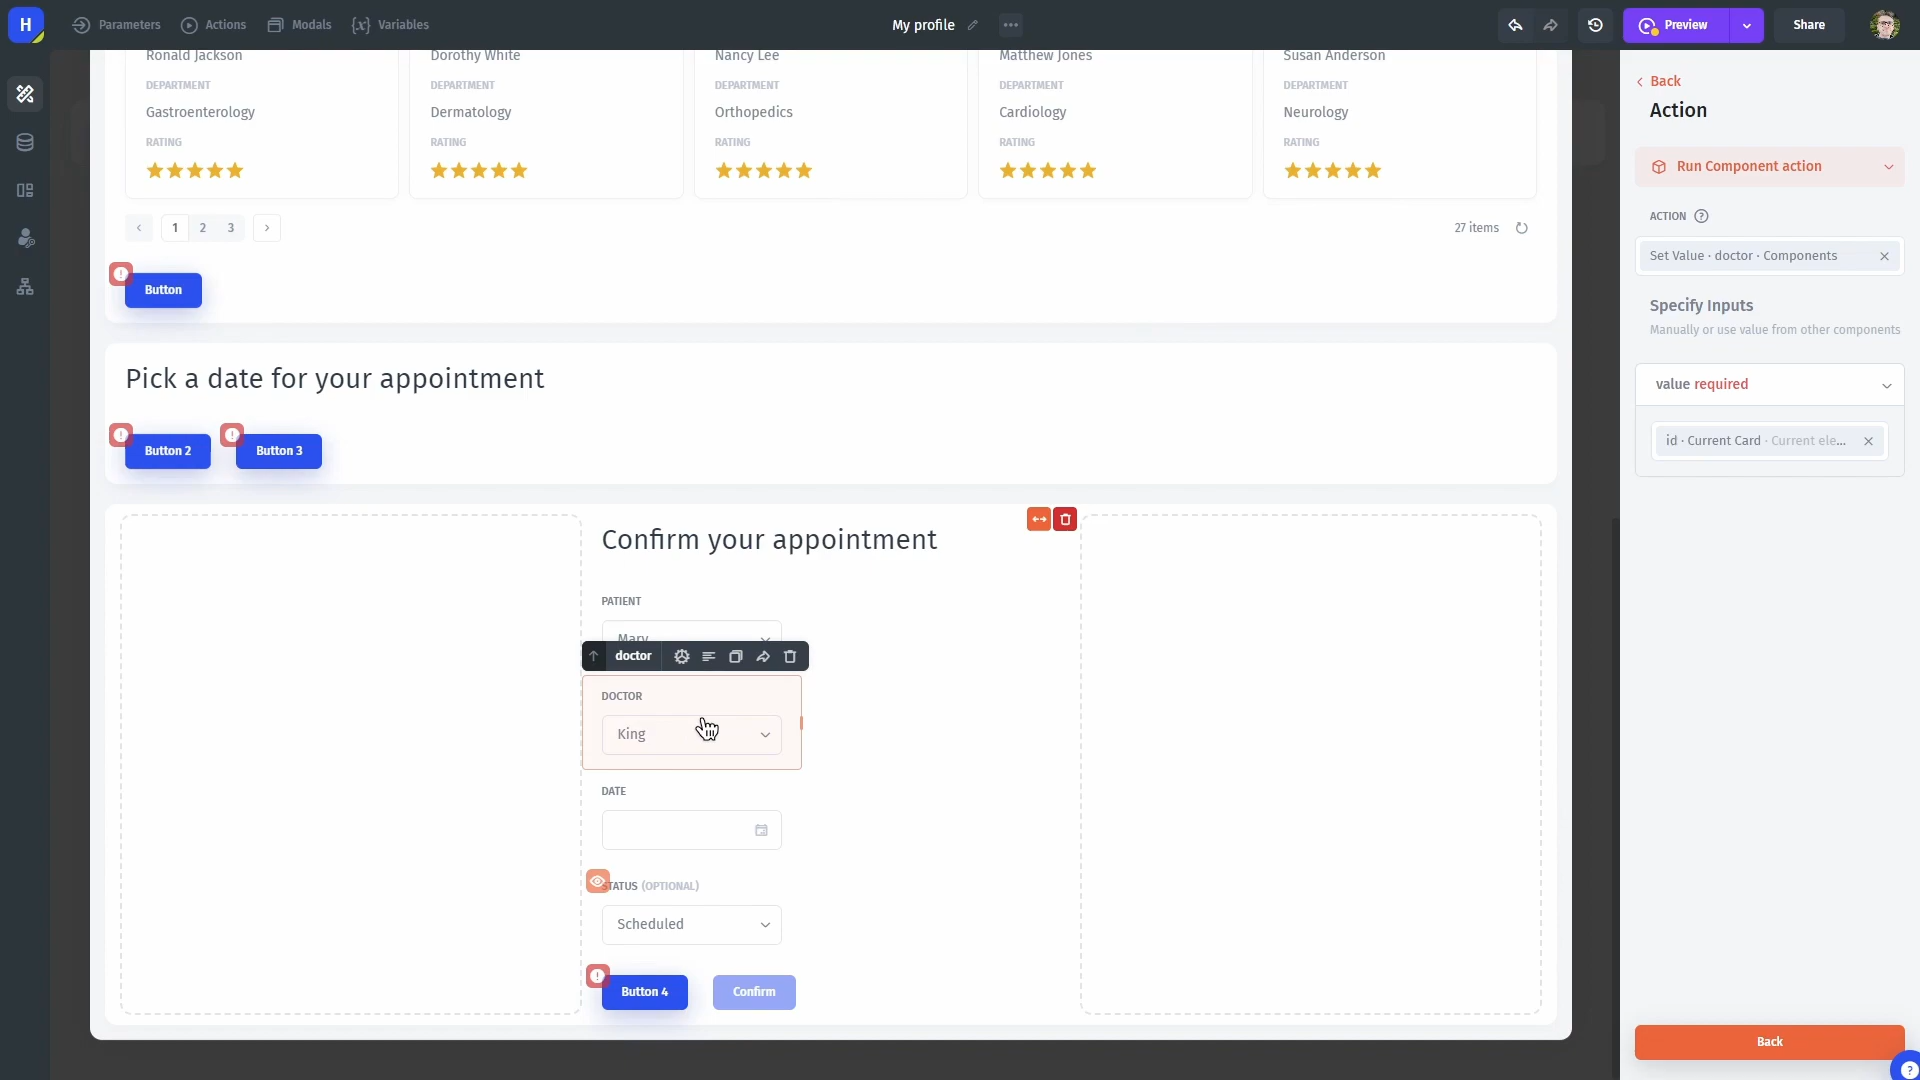 H
Parameters
Actions
Modals
{x} Variables
My profile
Preview
Share
Ronald Jackson
Dorothy White
Nancy Lee
Matthew Jones
Susan Anderson
DEPARTMENT
DEPARTMENT
DEPARTMENT
DEPARTMENT
DEPARTMENT
Gastroenterology
Dermatology
Orthopedics
Cardiology
Neurology
RATING
RATING
RATING
RATING
RATING
1 2 3
27 items
Button
Pick a date for your appointment
Button 2
Button 3
Confirm your appointment
PATIENT
Mary
doctor
DOCTOR
King
DATE
STATUS (OPTIONAL)
Scheduled
Button 4
Confirm
Back
Action
Run Component action
ACTION ?
Set Value · doctor · Components
Specify Inputs
Manually or use value from other components
value required
id · Current Card · Current ele...
Back
?